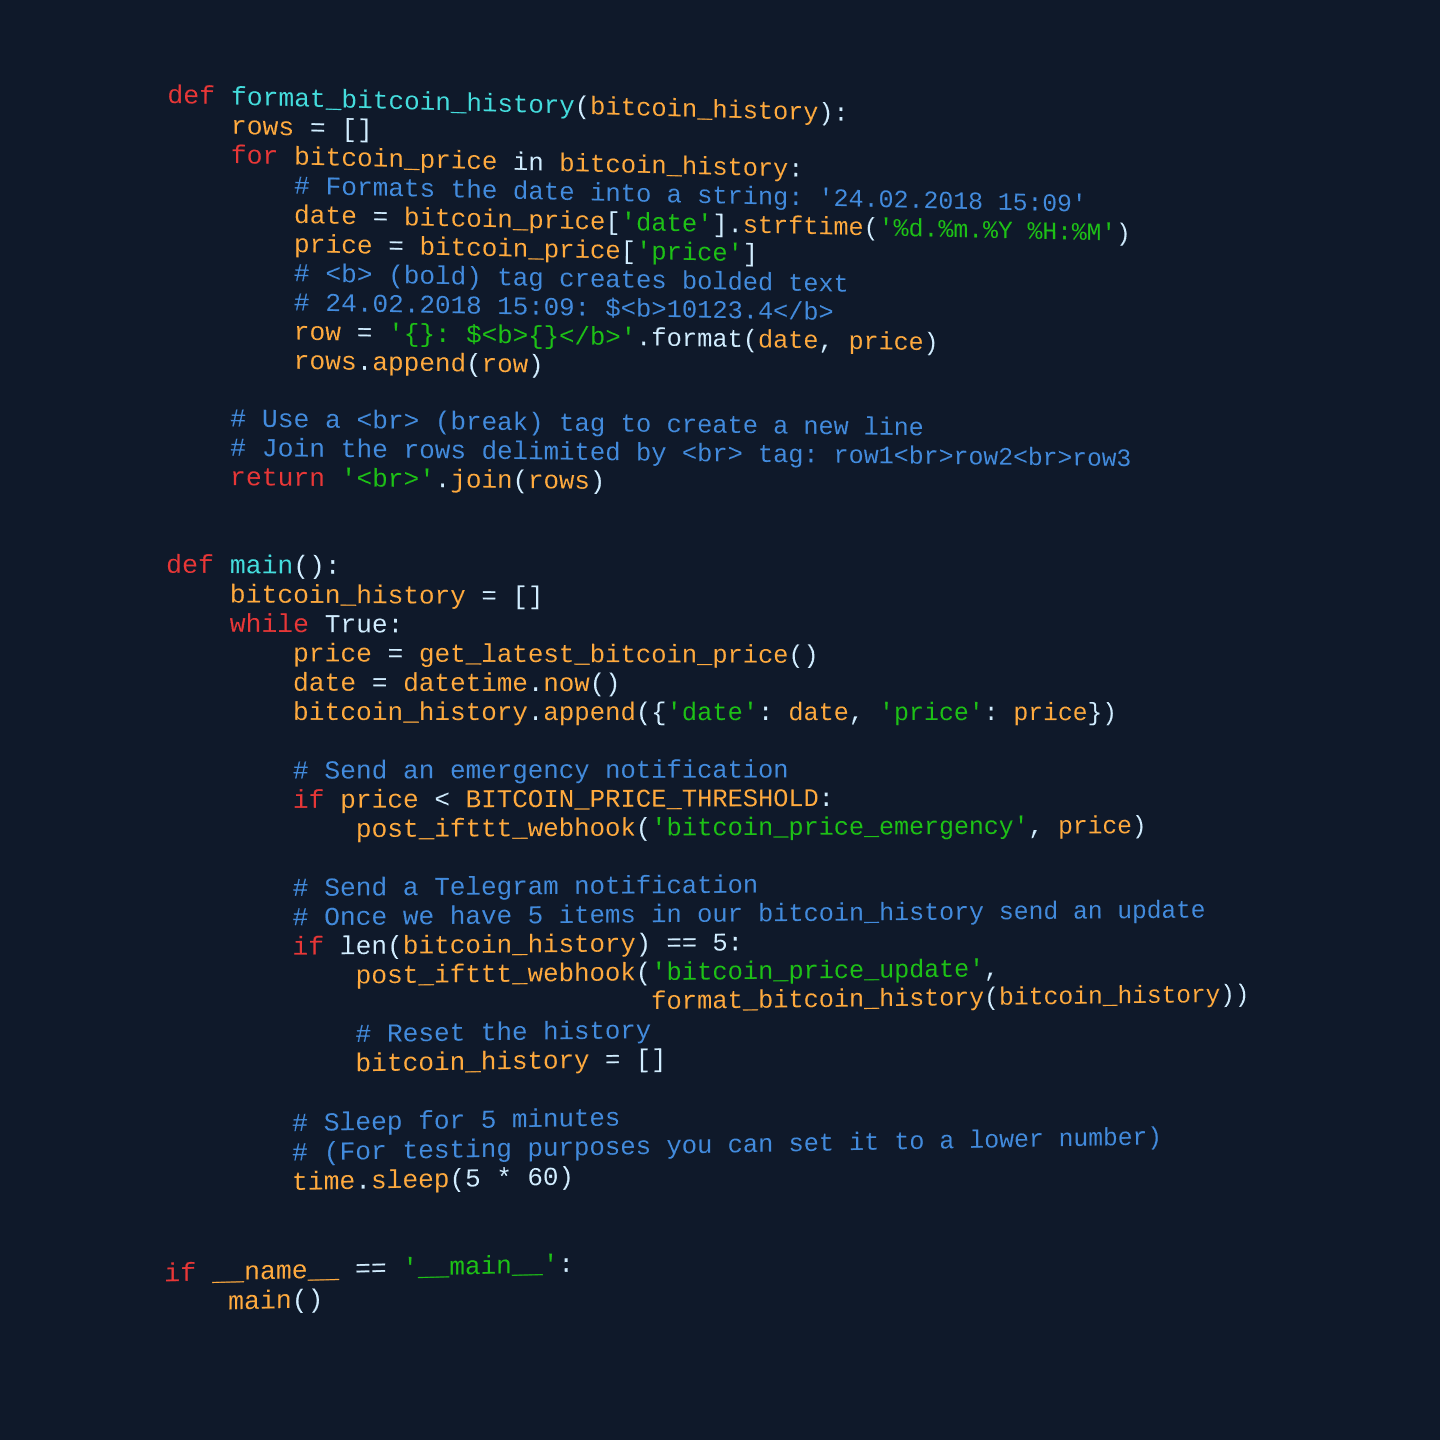 def format_bitcoin_history(bitcoin_history):
    rows = []
    for bitcoin_price in bitcoin_history:
        # Formats the date into a string: '24.02.2018 15:09'
        date = bitcoin_price['date'].strftime('%d.%m.%Y %H:%M')
        price = bitcoin_price['price']
        # <b> (bold) tag creates bolded text
        # 24.02.2018 15:09: $<b>10123.4</b>
        row = '{}: $<b>{}</b>'.format(date, price)
        rows.append(row)

    # Use a <br> (break) tag to create a new line
    # Join the rows delimited by <br> tag: row1<br>row2<br>row3
    return '<br>'.join(rows)


def main():
    bitcoin_history = []
    while True:
        price = get_latest_bitcoin_price()
        date = datetime.now()
        bitcoin_history.append({'date': date, 'price': price})

        # Send an emergency notification
        if price < BITCOIN_PRICE_THRESHOLD:
            post_ifttt_webhook('bitcoin_price_emergency', price)

        # Send a Telegram notification
        # Once we have 5 items in our bitcoin_history send an update
        if len(bitcoin_history) == 5:
            post_ifttt_webhook('bitcoin_price_update',
                               format_bitcoin_history(bitcoin_history))
            # Reset the history
            bitcoin_history = []

        # Sleep for 5 minutes
        # (For testing purposes you can set it to a lower number)
        time.sleep(5 * 60)


if __name__ == '__main__':
    main()